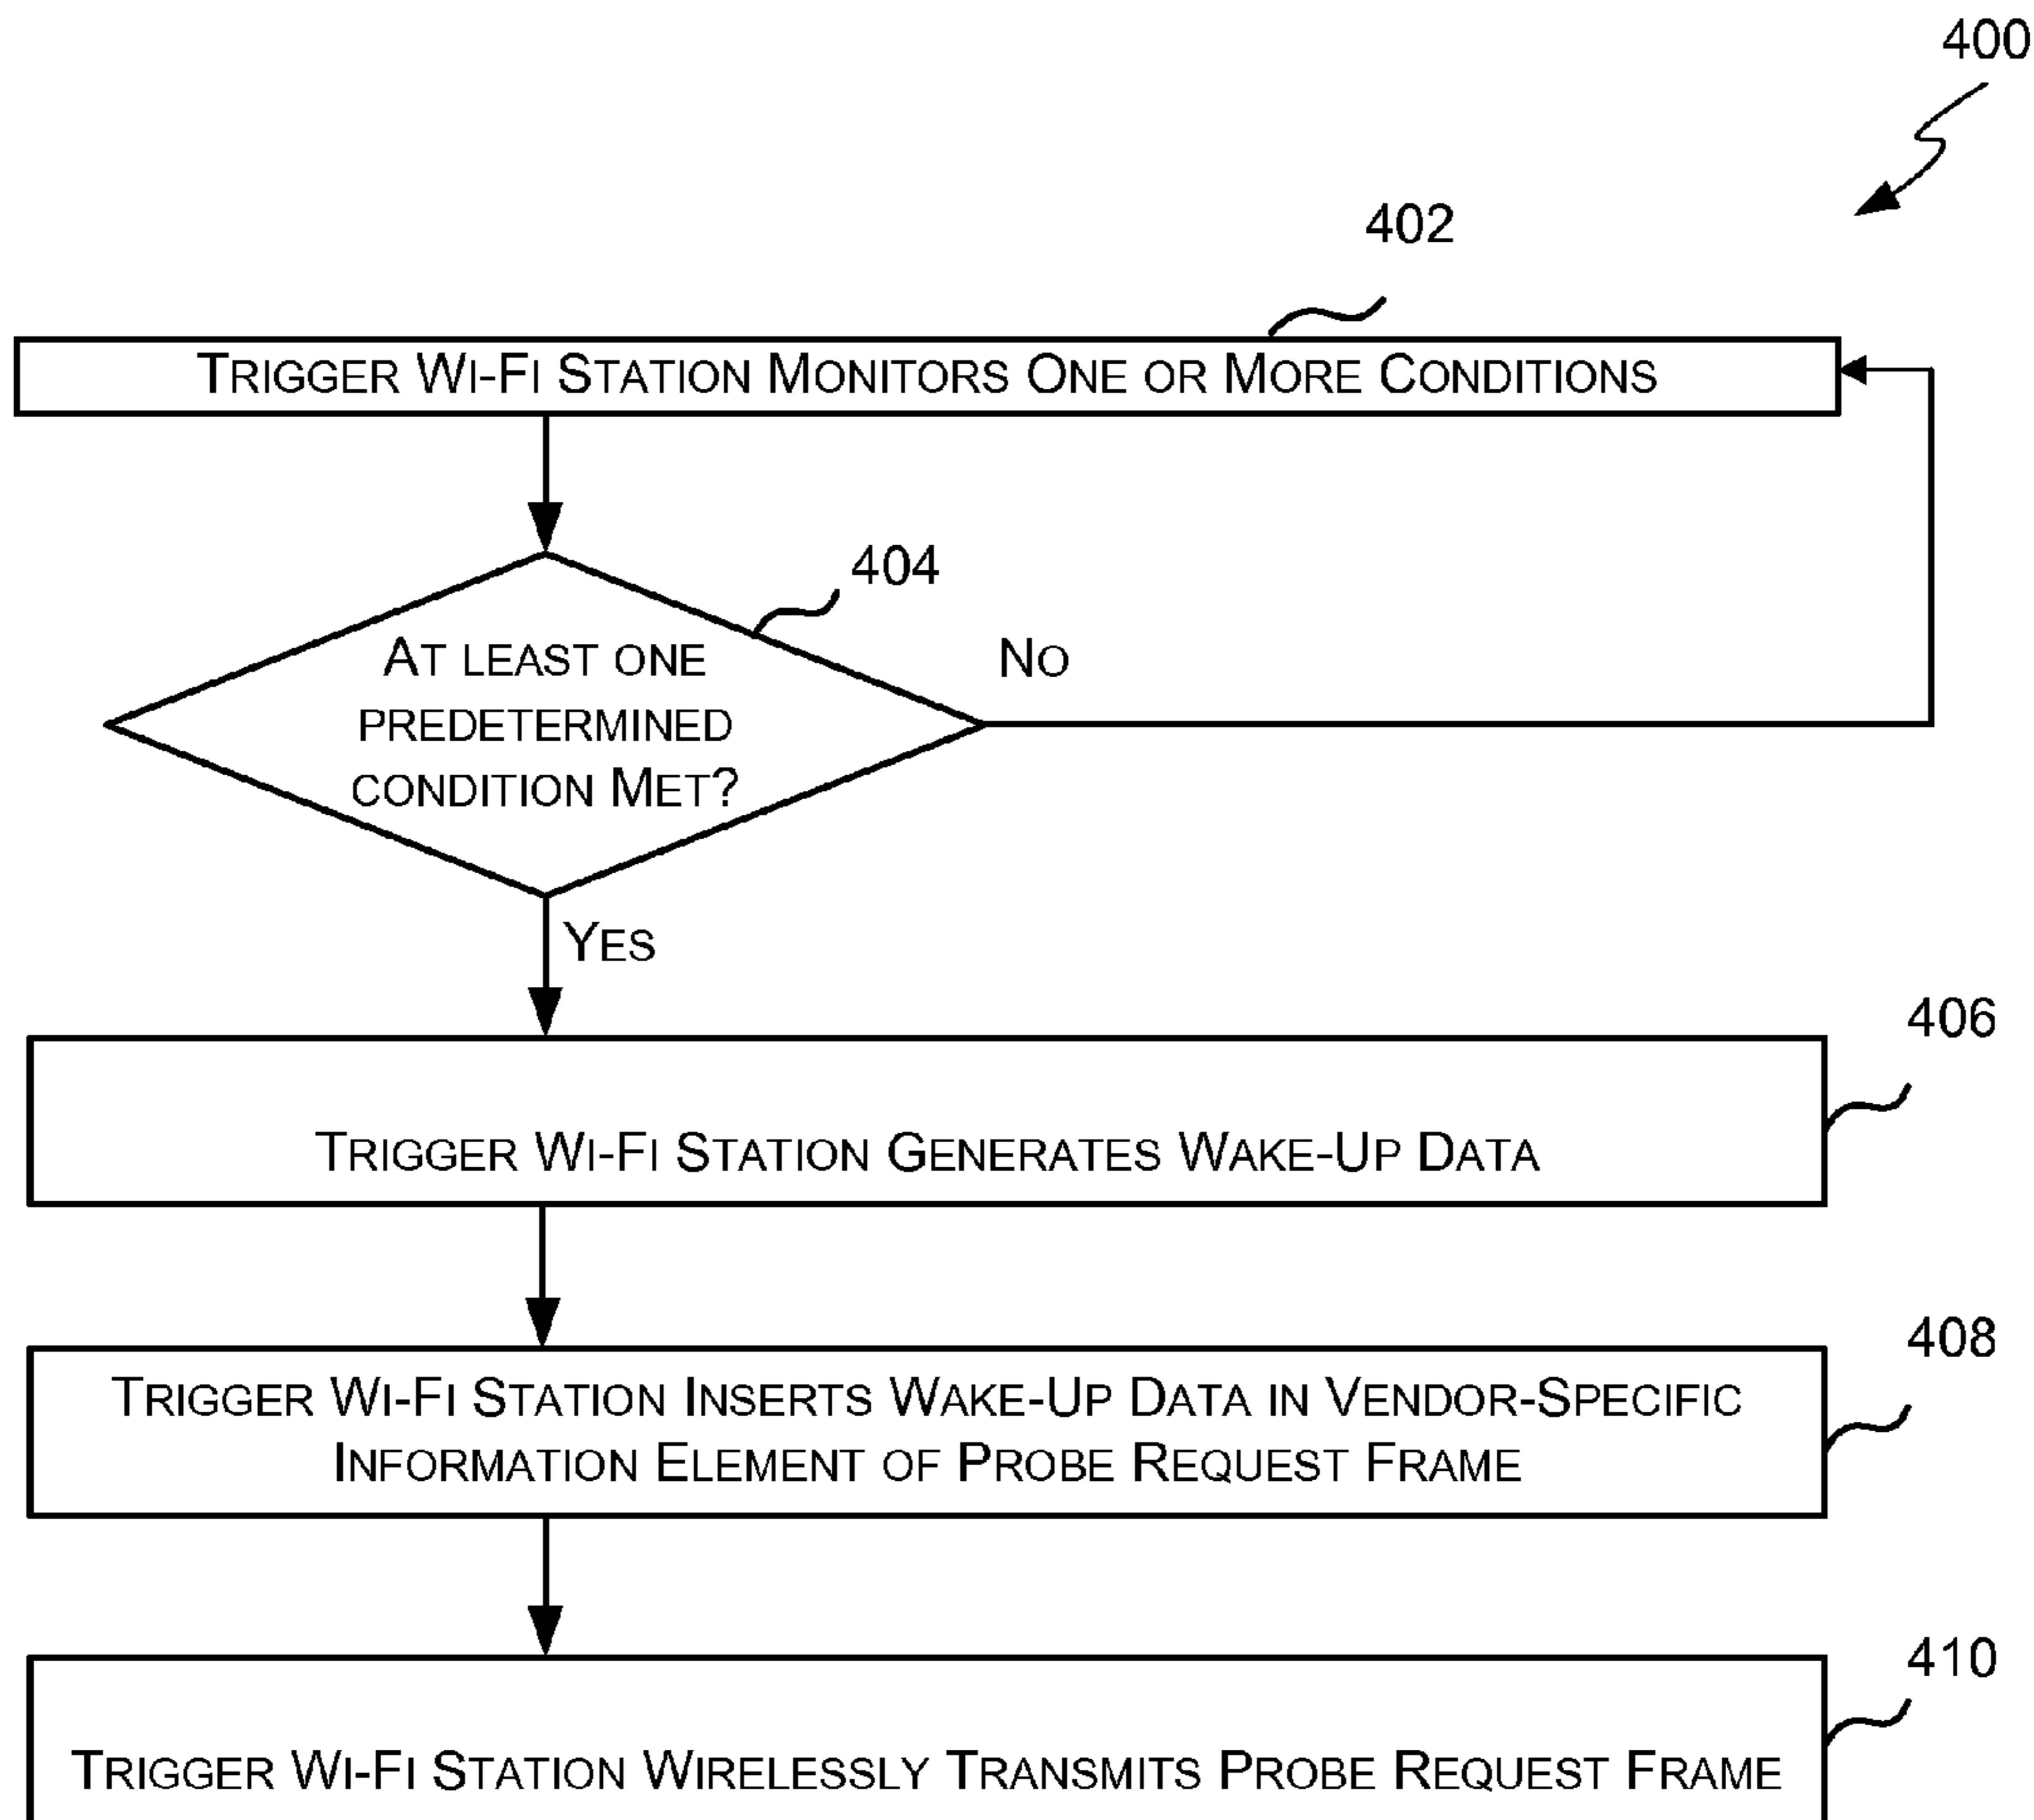 400
402
Trigger Wi-Fi Station Monitors One or More Conditions
404
At least one
predetermined
condition Met?
No
Yes
406
Trigger Wi-Fi Station Generates Wake-Up Data
408
Trigger Wi-Fi Station Inserts Wake-Up Data in Vendor-Specific
Information Element of Probe Request Frame
410
Trigger Wi-Fi Station Wirelessly Transmits Probe Request Frame